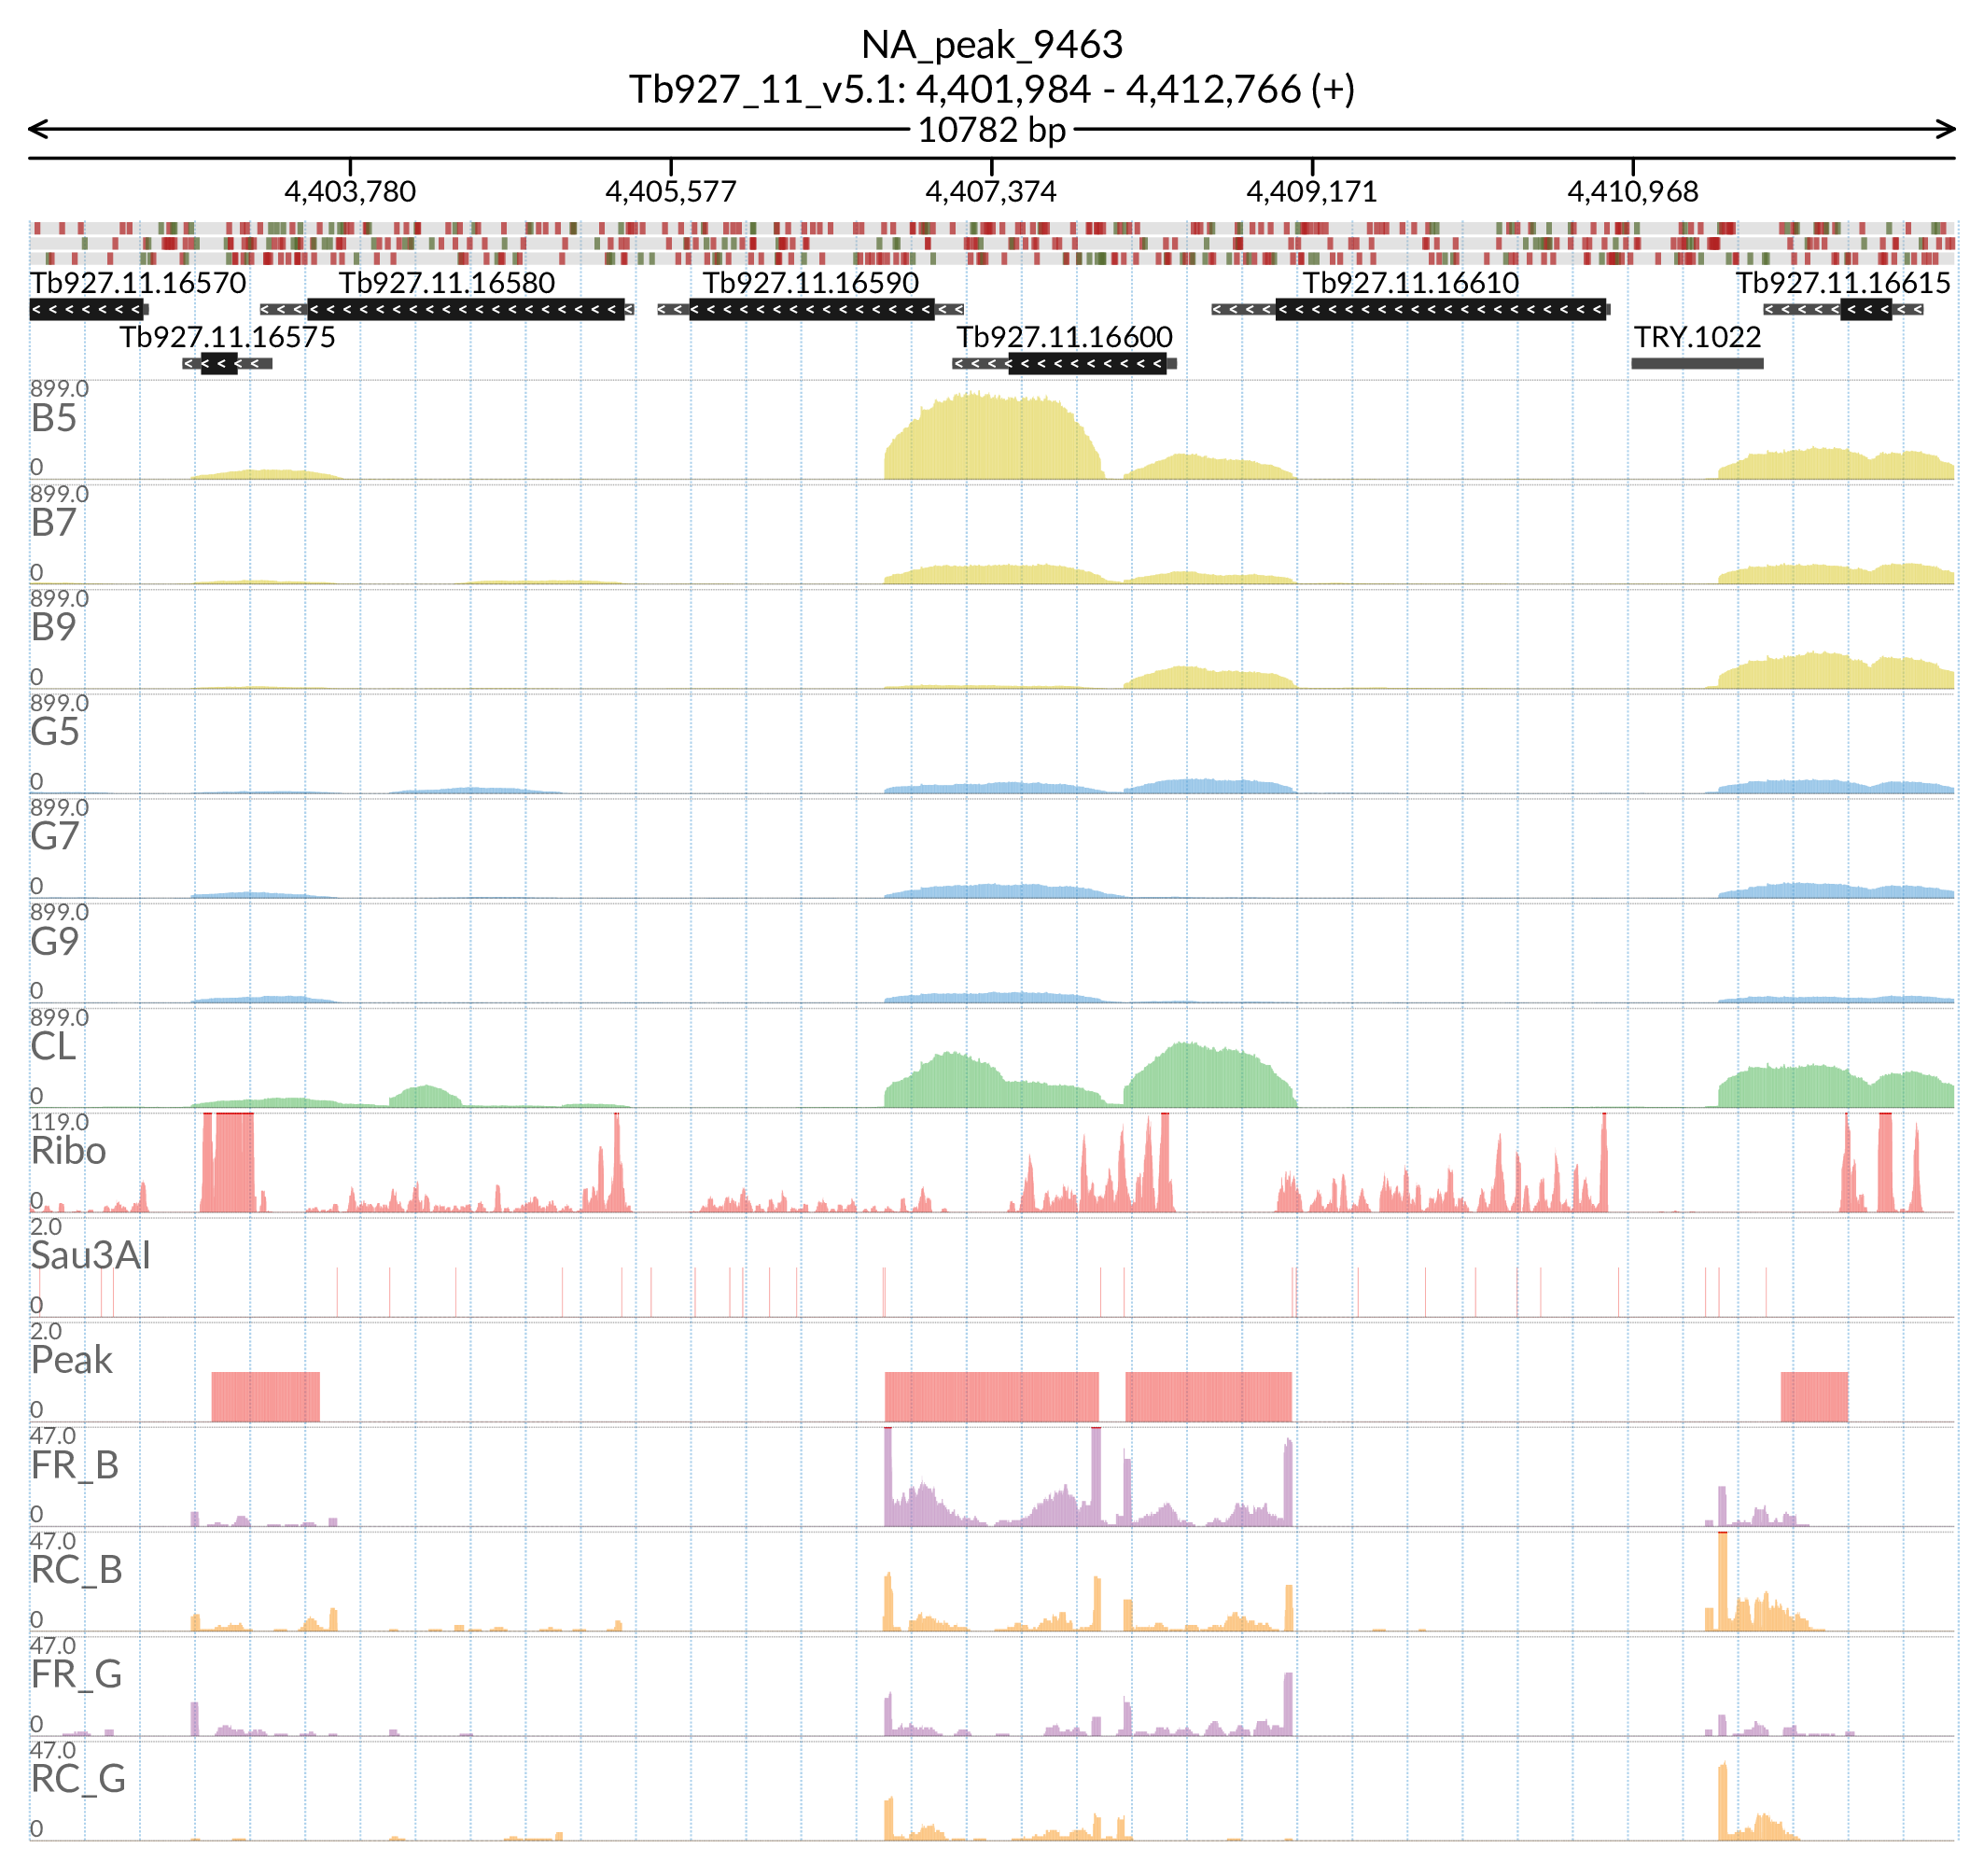 NA_peak_9463
Tb927_11_v5.1: 4,401,984 - 4,412,766 (+)
10782 bp
4,403,780 4,405,577 4,407,374 4,409,171 4,410,968
Tb927.11.16570 Tb927.11.16580 Tb927.11.16590 Tb927.11.16610 Tb927.11.16615
Tb927.11.16575 Tb927.11.16600 TRY.1022
899.0
B5
0
899.0
B7
0
899.0
B9
0
899.0
G5
0
899.0
G7
0
899.0
G9
0
899.0
CL
0
119.0
Ribo
0
2.0
Sau3AI
0
2.0
Peak
0
47.0
FR_B
0
47.0
RC_B
0
47.0
FR_G
0
47.0
RC_G
0